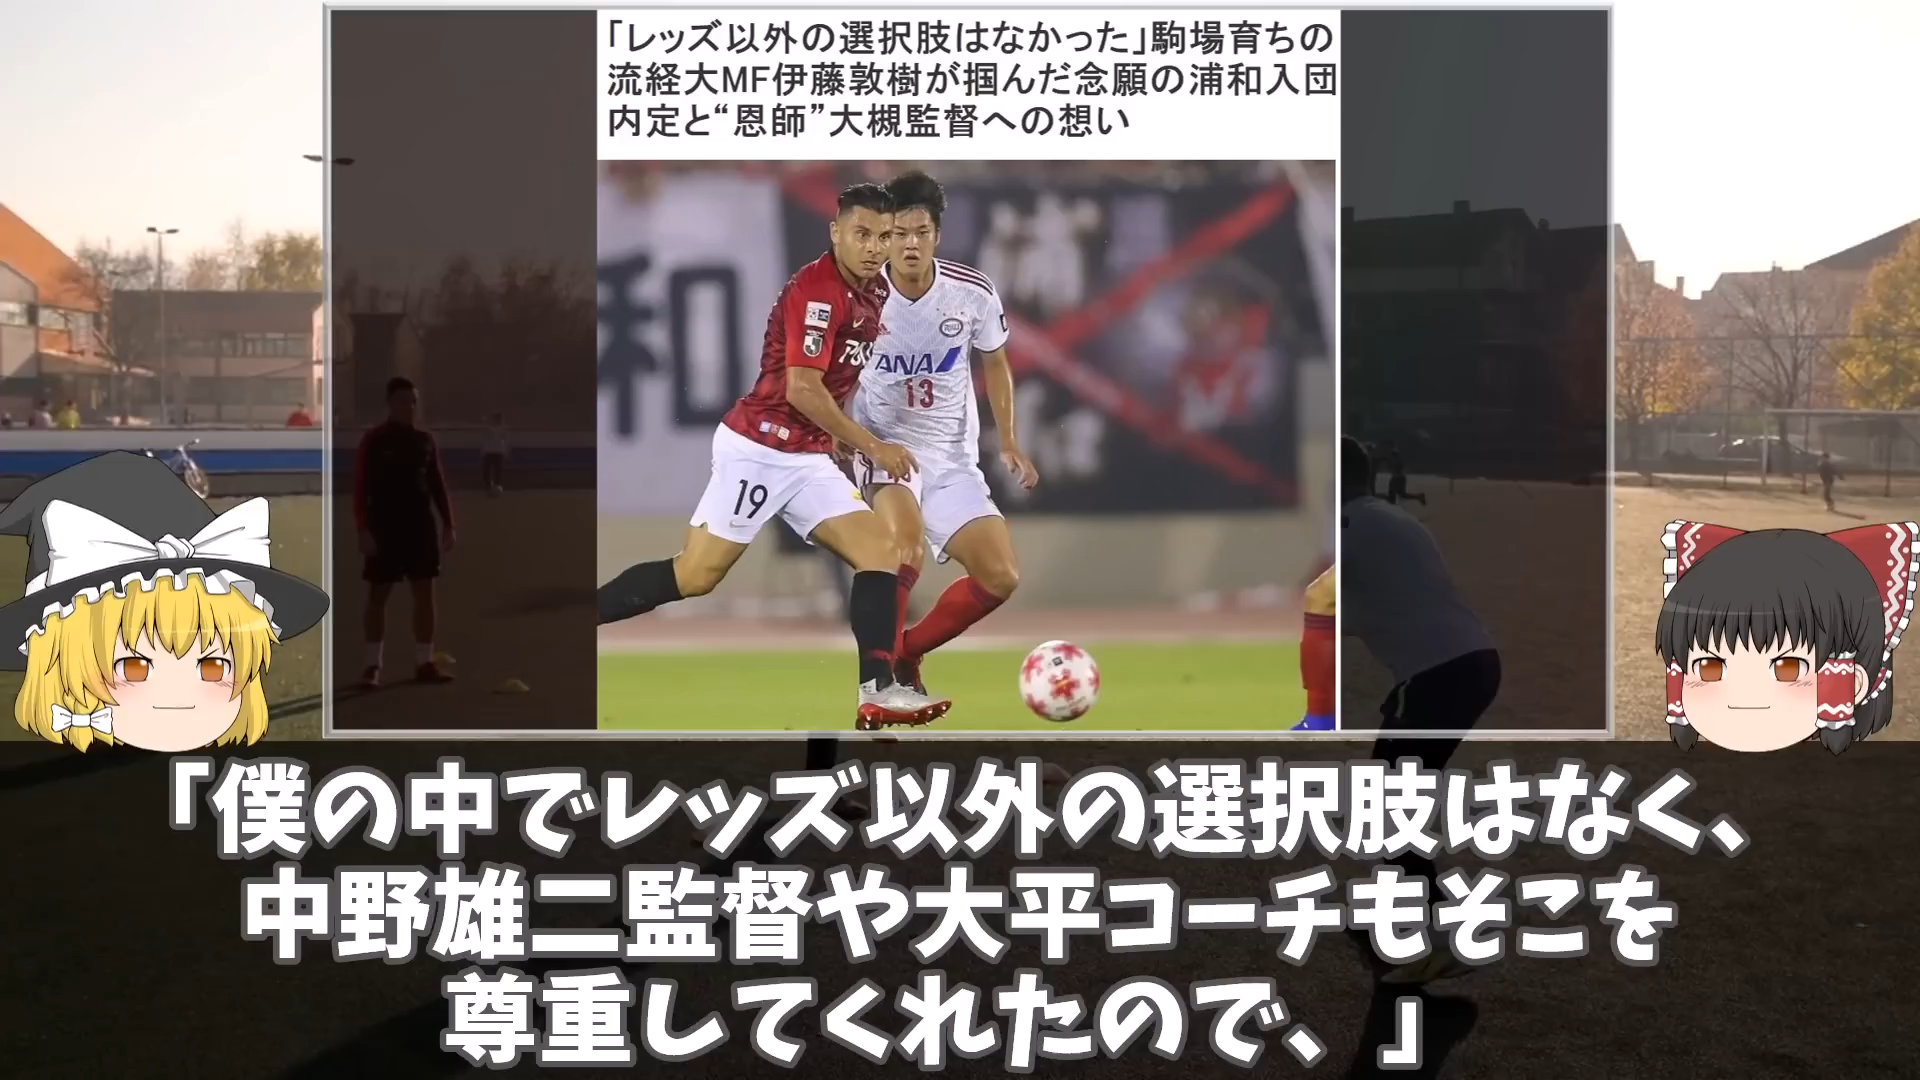 「レッズ以外の選択肢はなかった」駒場育ちの
流経大MF伊藤敦樹が掴んだ念願の浦和入団
内定と“恩師”大槻監督への想い
和
ANA
13
19
「僕の中でレッズ以外の選択肢はなく、
中野雄二監督や大平コーチもそこを
尊重してくれたので、」